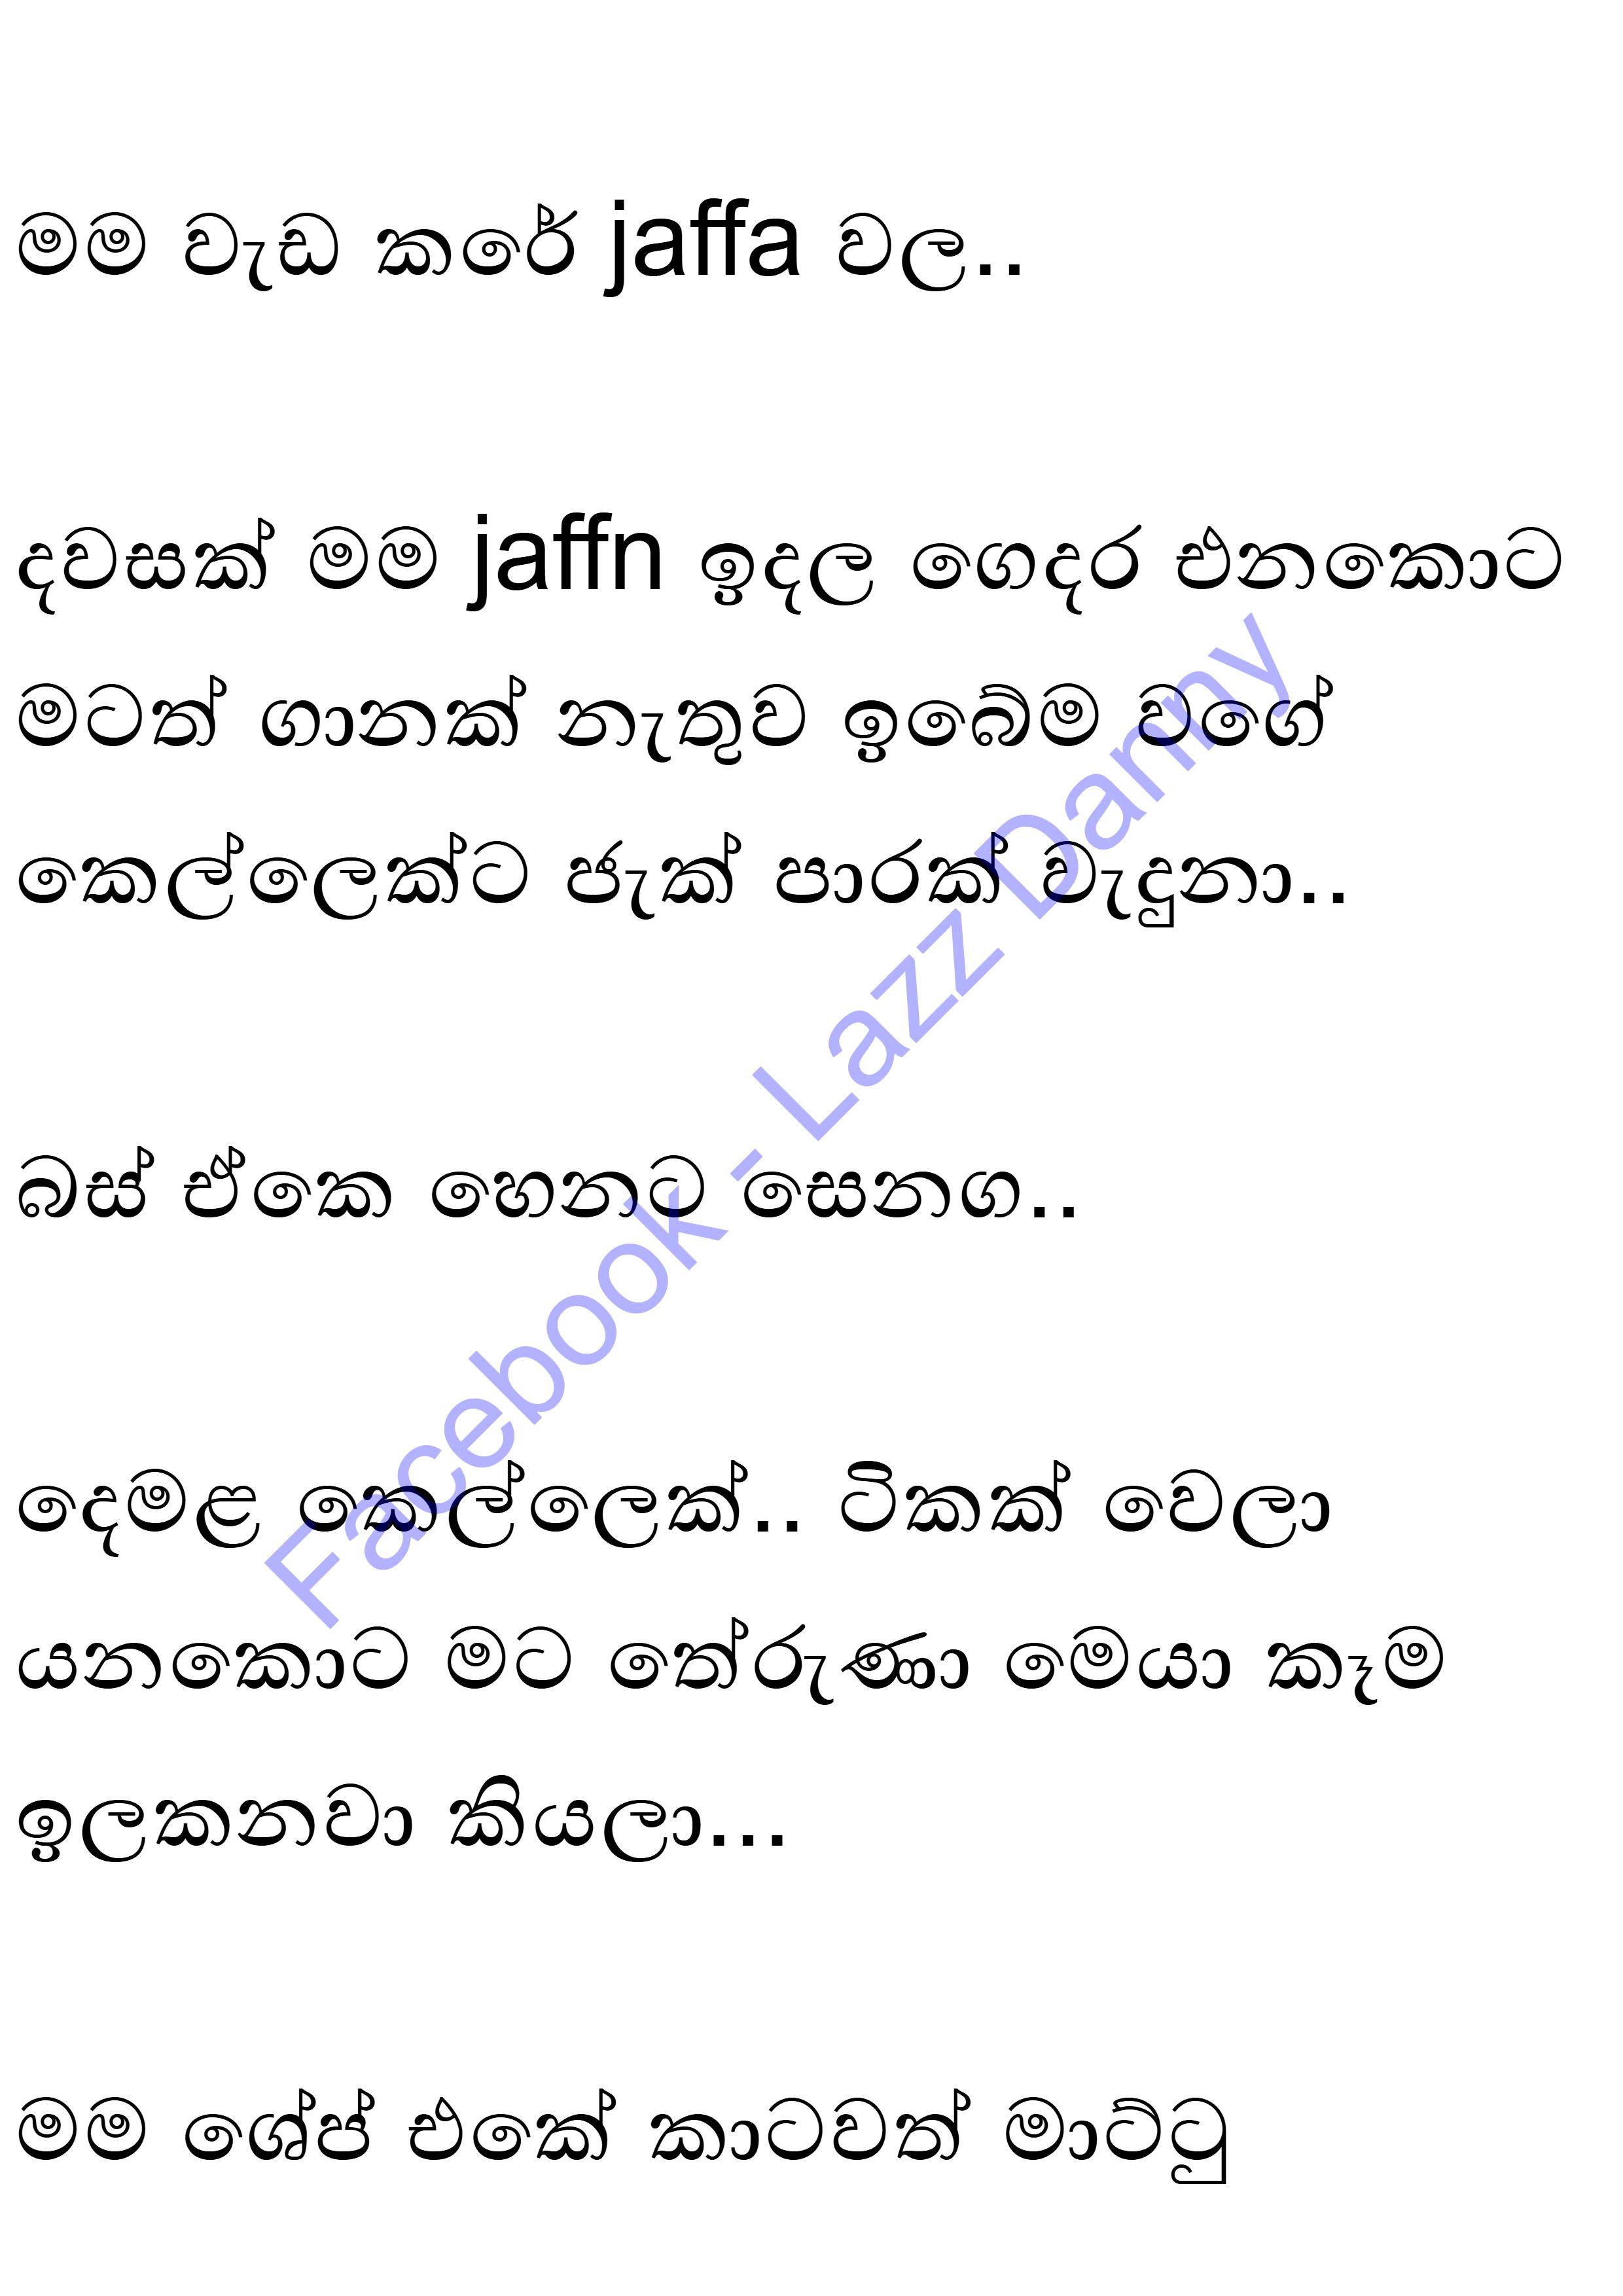 මම වැඩ කරේ jaffa වල..
දවසක් මම jaffn ඉදල ගෙදර එනකොට
මටත් ගානක් නැතුව ඉබේම වගේ
කෙල්ලෙක්ට ජැක් පාරක් වැදුනා..
බස් ඒකෙ හෙනට සෙනග..
දෙමළ කෙල්ලෙක්.. ටිකක් වෙලා
යනකොට මට තේරුණා මෙයා කෑම
ඉලකනවා කියලා...
මම ශේප් එකේ කාටවත් මාට්ටු
Facebook - Lazz Danny